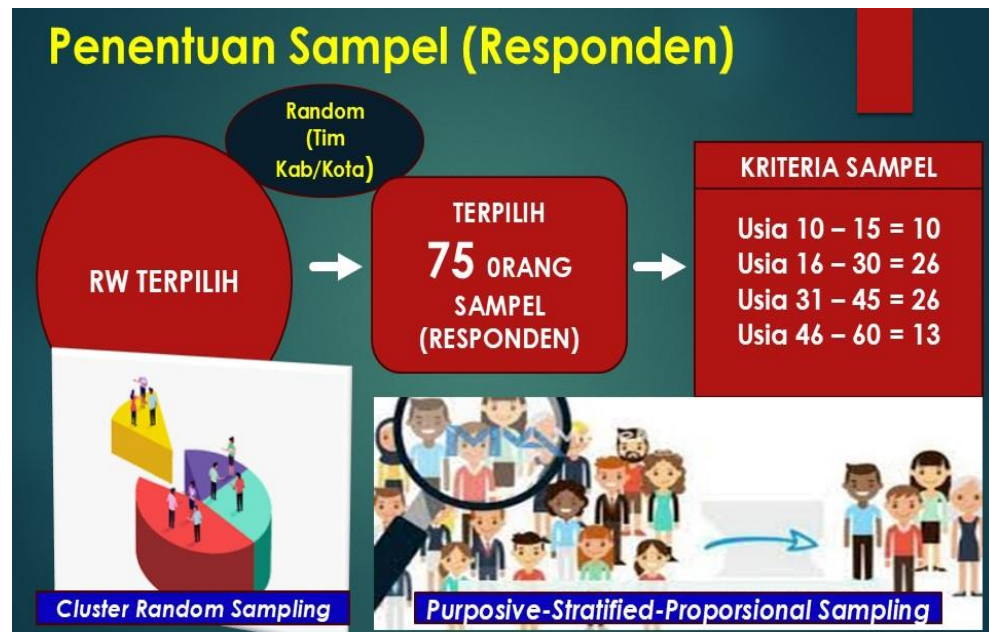 Penentuan Sampel (Responden)
Random
(Tim
Kab/Kota)
RW TERPILIH
TERPILIH
75 0RANG
SAMPEL
(RESPONDEN)
KRITERIA SAMPEL
Usia 10 – 15 = 10
Usia 16 – 30 = 26
Usia 31 – 45 = 26
Usia 46 – 60 = 13
Cluster Random Sampling
Purposive-Stratified-Proporsional Sampling